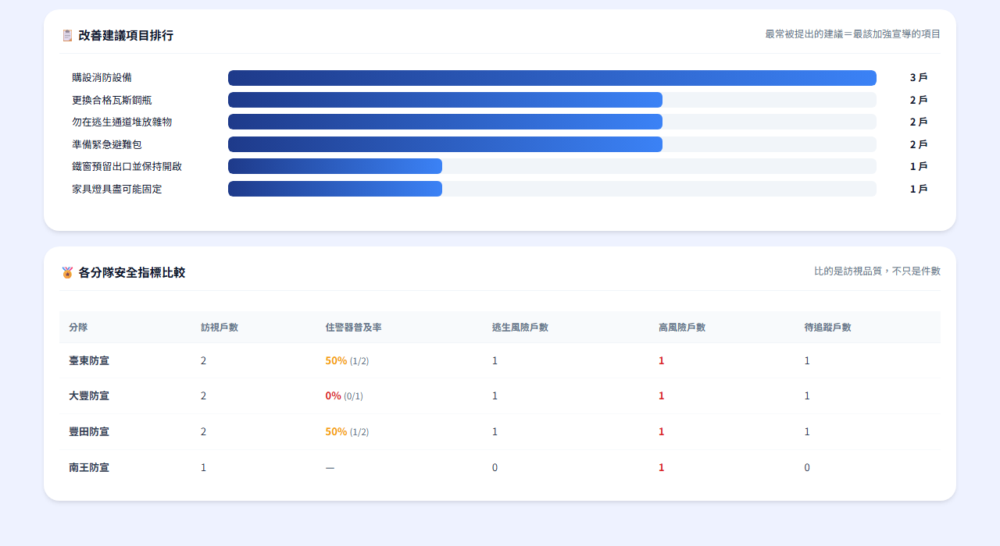 改善建議項目排行
最常被提出的建議＝最該加強宣導的項目
購設消防設備 3 戶
更換合格瓦斯鋼瓶 2 戶
勿在逃生通道堆放雜物 2 戶
準備緊急避難包 2 戶
鐵窗預留出口並保持開啟 1 戶
家具燈具盡可能固定 1 戶
各分隊安全指標比較
比的是訪視品質，不只是件數
分隊 訪視戶數 住警器普及率 逃生風險戶數 高風險戶數 待追蹤戶數
臺東防宣 2 50% (1/2) 1 1 1
大豐防宣 2 0% (0/1) 1 1 1
豐田防宣 2 50% (1/2) 1 1 1
南王防宣 1 — 0 1 0